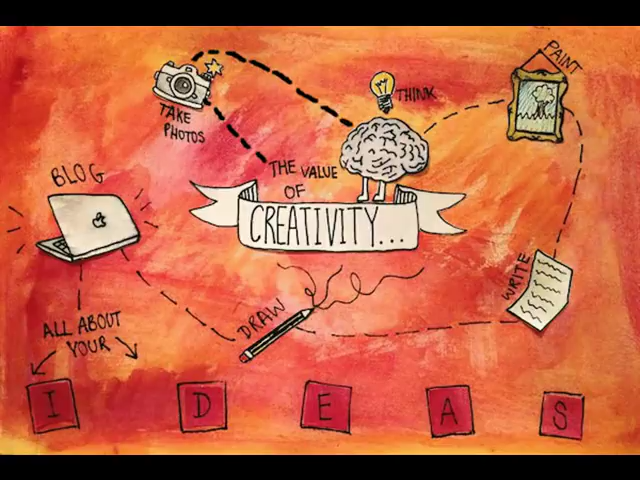 PAINT
THINK
TAKE
PHOTOS
BLOG
THE VALUE
OF
CREATIVITY...
WRITE
DRAW
ALL ABOUT
YOUR
I D E A S